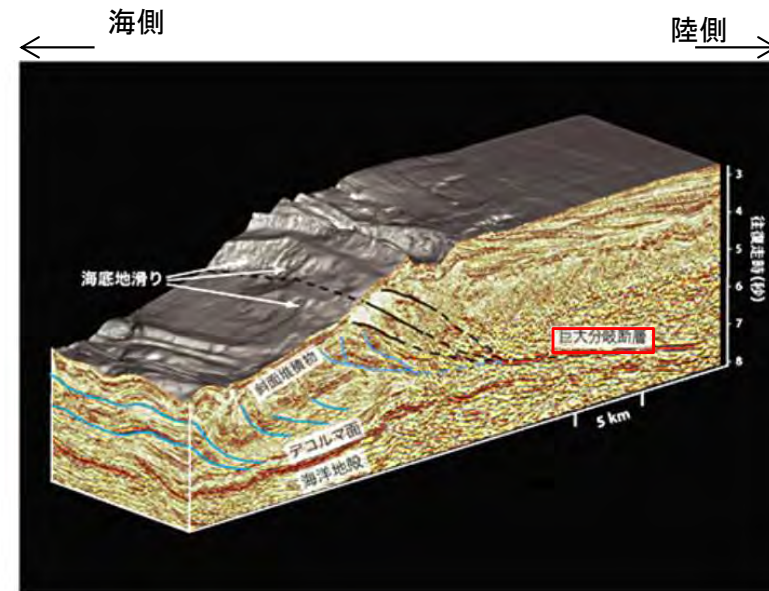 海側
陸側
3
4
5
6
7
8
往復走時(秒)
海底地滑り
巨大分岐断層
斜面堆積物
デコルマ面
海洋地殻
5 km